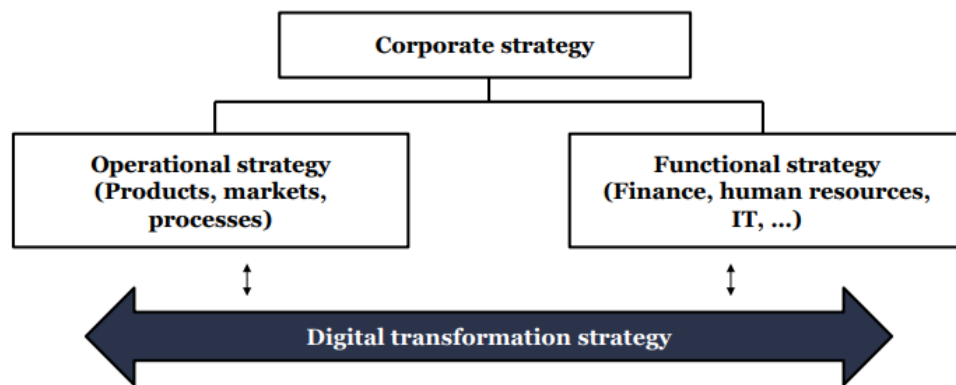 Corporate strategy
Operational strategy
(Products, markets,
processes)
Functional strategy
(Finance, human resources,
IT, ...)
Digital transformation strategy